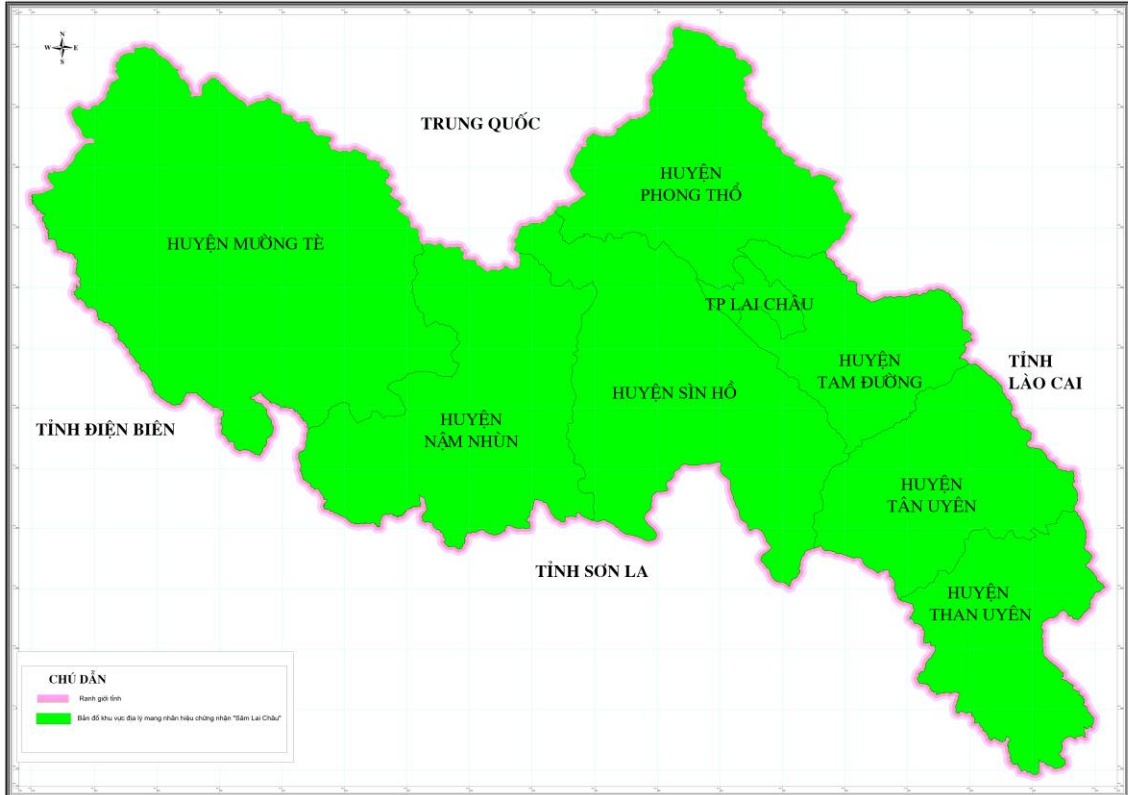 N
W E
S
TRUNG QUỐC
HUYỆN
PHONG THỔ
HUYỆN MƯỜNG TÈ
TP LAI CHÂU
HUYỆN
TAM ĐƯỜNG
TỈNH
LÀO CAI
HUYỆN SÌN HỒ
TỈNH ĐIỆN BIÊN
HUYỆN
NẬM NHÙN
HUYỆN
TÂN UYÊN
TỈNH SƠN LA
HUYỆN
THAN UYÊN
CHÚ DẪN
Ranh giới tỉnh
Bản đồ khu vực địa lý mang nhãn hiệu chứng nhận "Sâm Lai Châu"